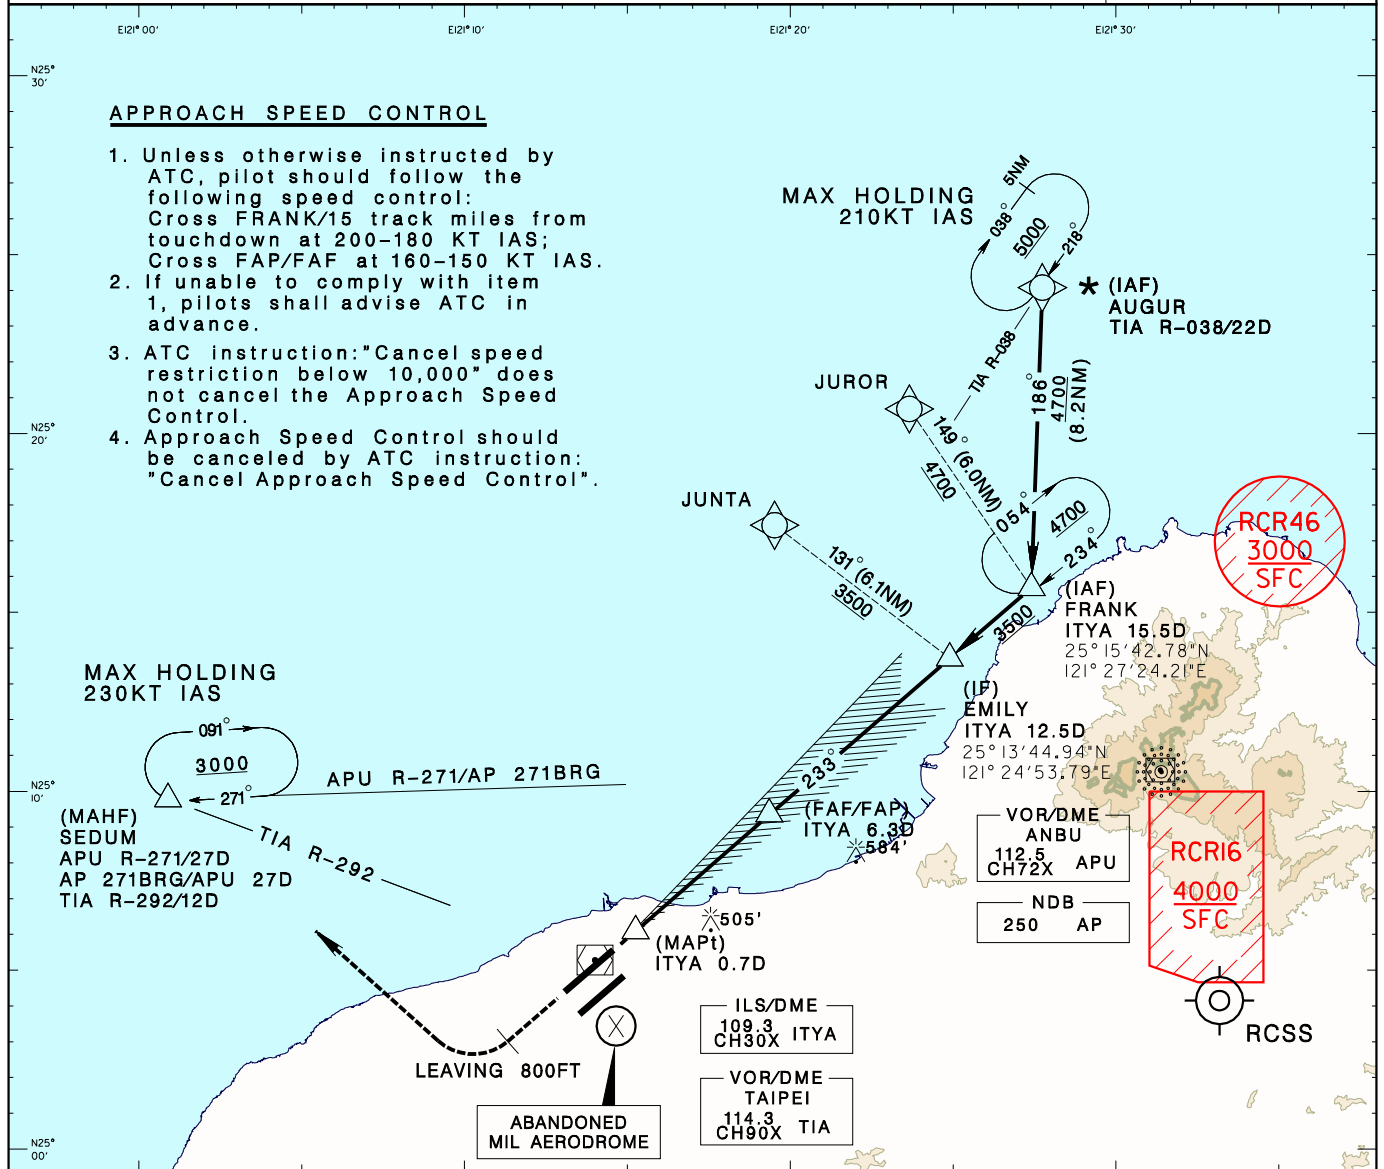 E121° 00'
E121° 10'
E121° 20'
E121° 30'
N25°
30'
APPROACH SPEED CONTROL
1. Unless otherwise instructed by
ATC, pilot should follow the
following speed control:
Cross FRANK/15 track miles from
touchdown at 200-180 KT IAS;
Cross FAP/FAF at 160-150 KT IAS.
2. If unable to comply with item
1, pilots shall advise ATC in
advance.
3. ATC instruction:"Cancel speed
restriction below 10,000" does
not cancel the Approach Speed
Control.
4. Approach Speed Control should
be canceled by ATC instruction:
"Cancel Approach Speed Control".
MAX HOLDING
210KT IAS
5NM
038°
5000
218°
* (IAF)
AUGUR
TIA R-038/22D
TIA R-038
186°
4700
(8.2NM)
JUROR
149° (6.0NM)
4700
N25°
20'
JUNTA
131° (6.1NM)
3500
054°
4700
234°
RCR46
3000
SFC
(IAF)
FRANK
ITYA 15.5D
25°15'42.78"N
121°27'24.21"E
3500
(IF)
EMILY
ITYA 12.5D
25°13'44.94"N
121°24'53.79"E
MAX HOLDING
230KT IAS
091°
3000
271°
APU R-271/AP 271BRG
N25°
10'
(MAHF)
SEDUM
APU R-271/27D
AP 271BRG/APU 27D
TIA R-292/12D
TIA R-292
233°
(FAF/FAP)
ITYA 6.3D
584'
505'
(MAPt)
ITYA 0.7D
VOR/DME
ANBU
112.5
CH72X APU
NDB
250 AP
RCR16
4000
SFC
RCSS
ILS/DME
109.3
CH30X ITYA
VOR/DME
TAIPEI
114.3
CH90X TIA
LEAVING 800FT
ABANDONED
MIL AERODROME
N25°
00'